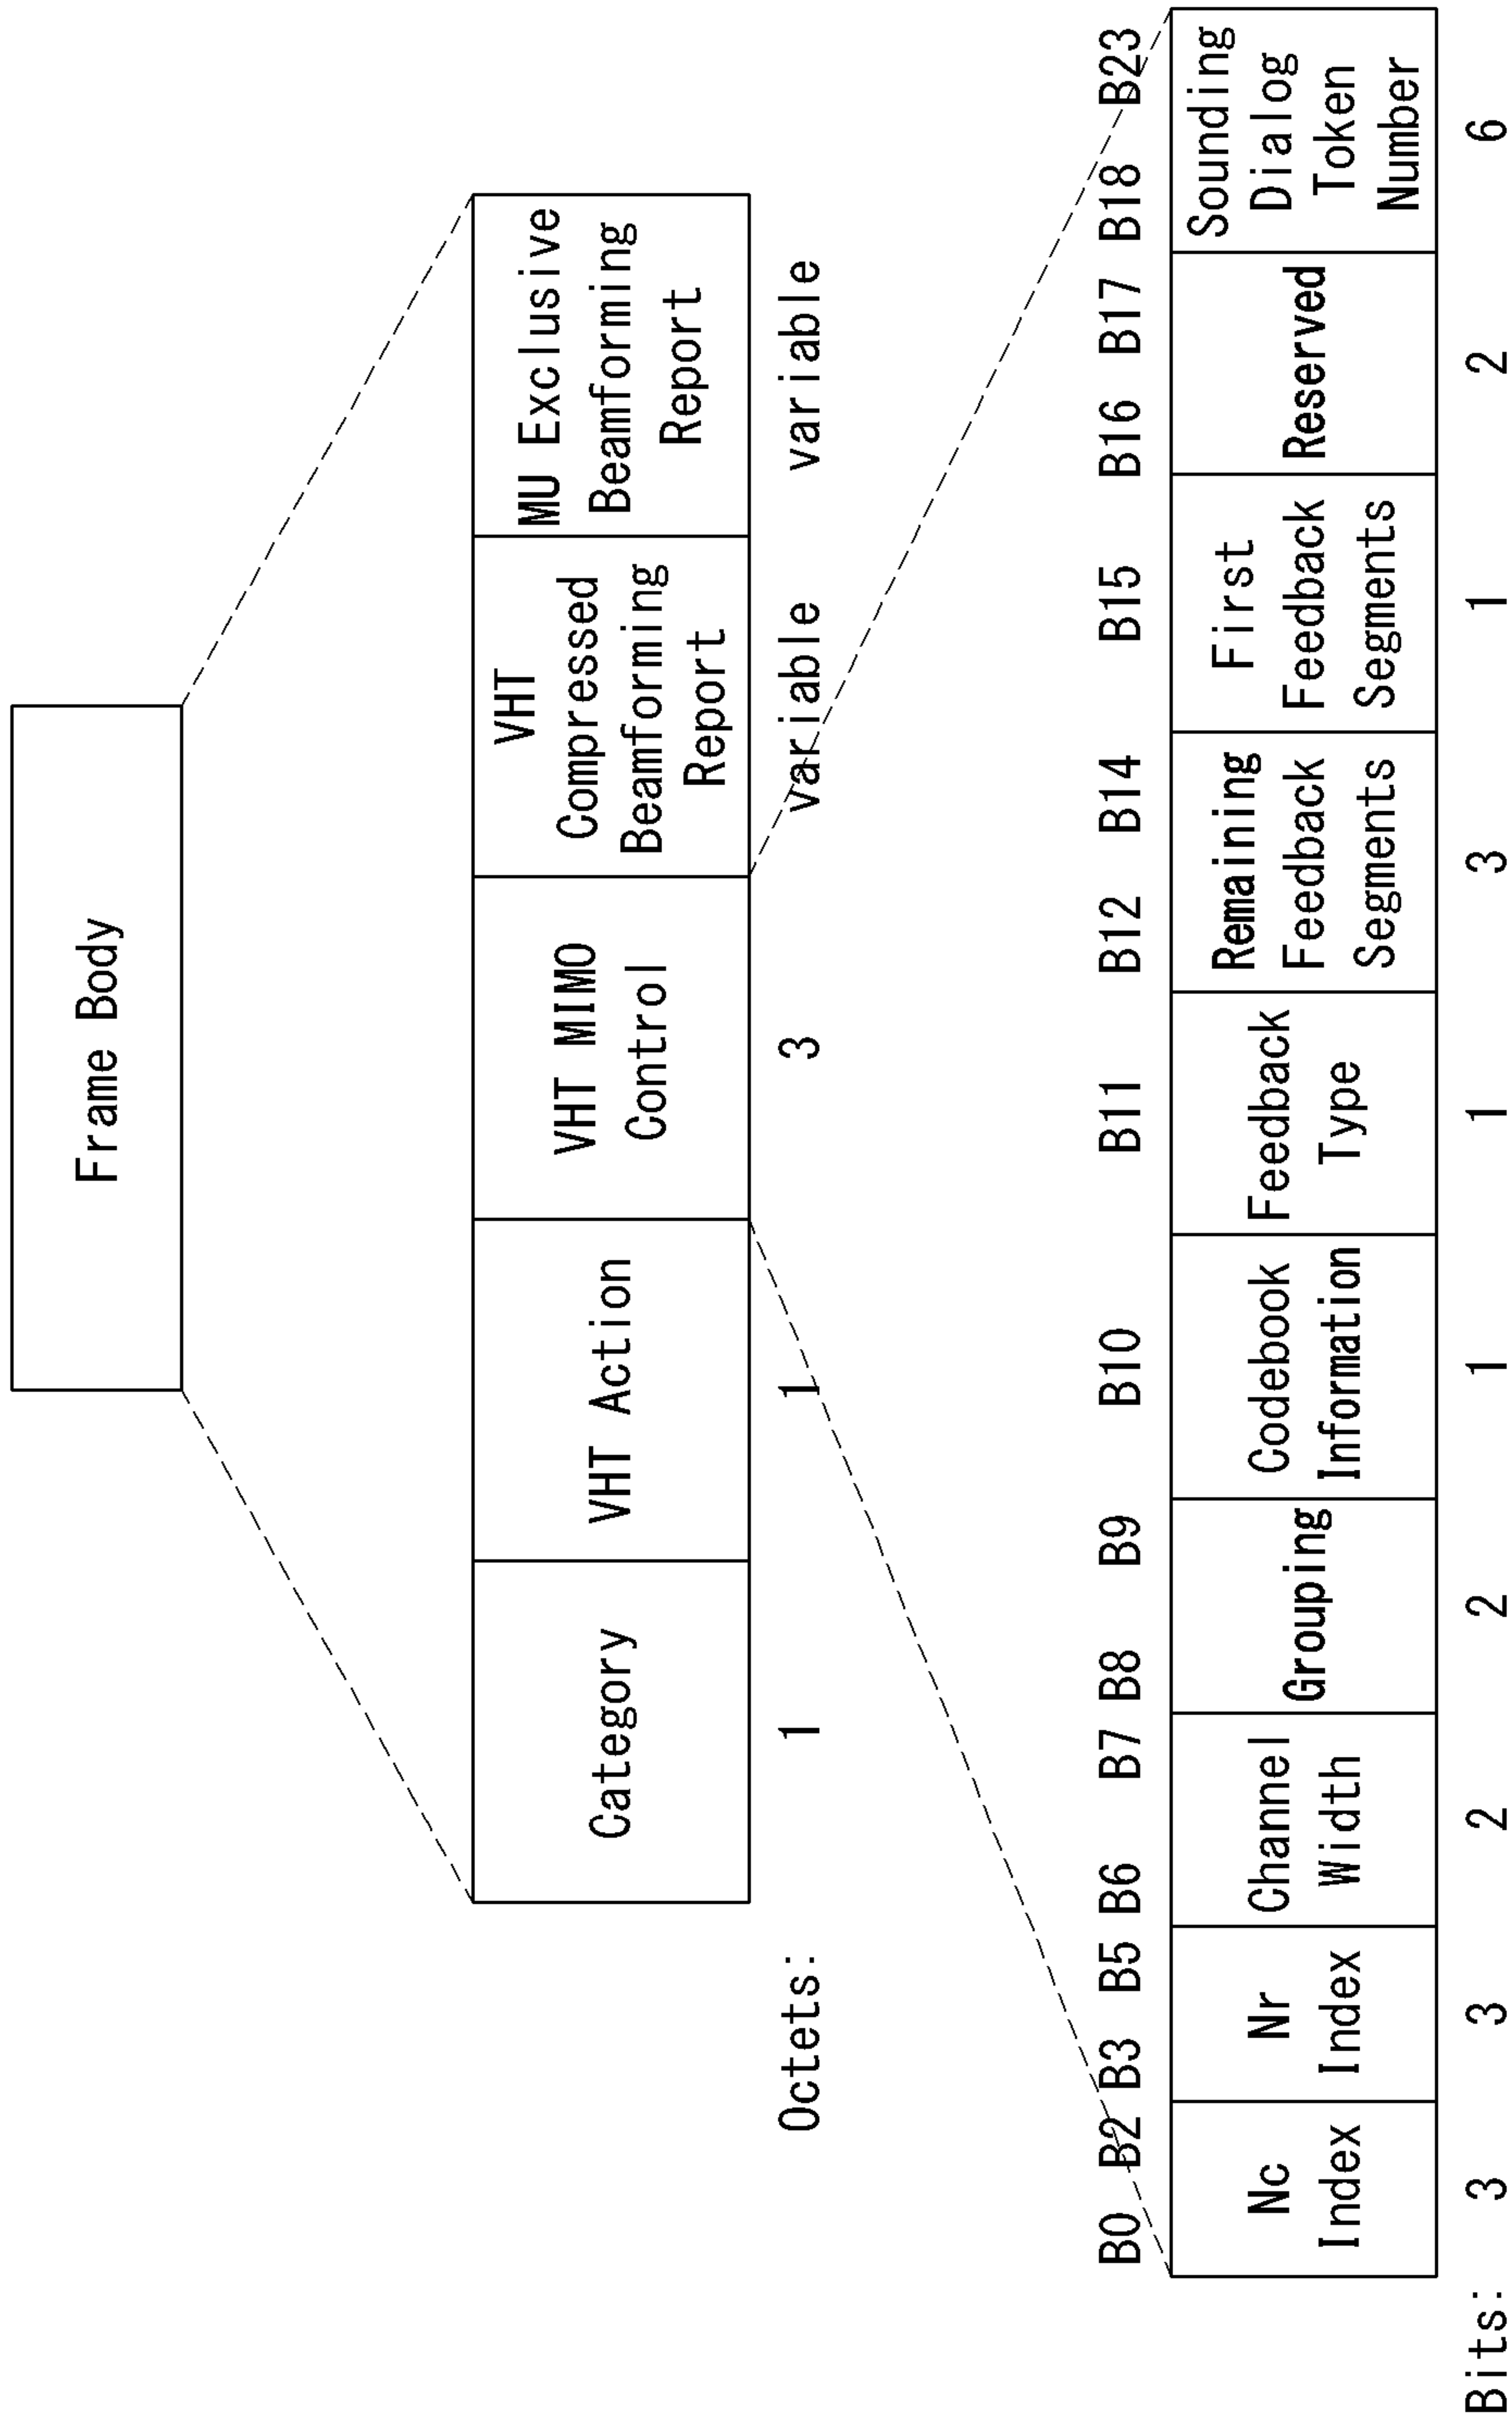 Frame Body
Category
VHT Action
VHT MIMO
Control
VHT
Compressed
Beamforming
Report
MU Exclusive
Beamforming
Report
Octets: 1 1 3 variable variable
B0 B2 B3 B5 B6 B7 B8 B9 B10 B11 B12 B14 B15 B16 B17 B18 B23
Nc
Index
Nr
Index
Channel
Width
Grouping
Codebook
Information
Feedback
Type
Remaining
Feedback
Segments
First
Feedback
Segments
Reserved
Sounding
Dialog
Token
Number
Bits: 3 3 2 2 1 1 3 1 2 6